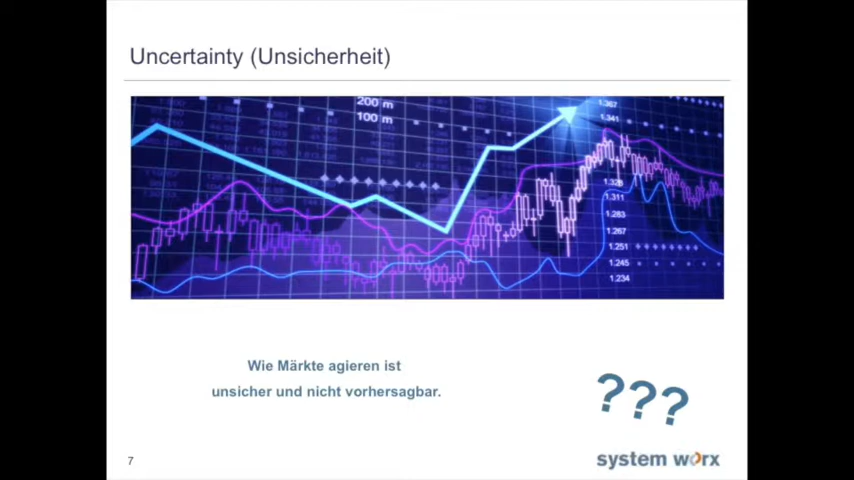 Uncertainty (Unsicherheit)
200 m
100 m
1.367
1.341
1.328
1.311
1.283
1.267
1.251
1.245
1.234
Wie Märkte agieren ist
unsicher und nicht vorhersagbar.
???
7
system worx